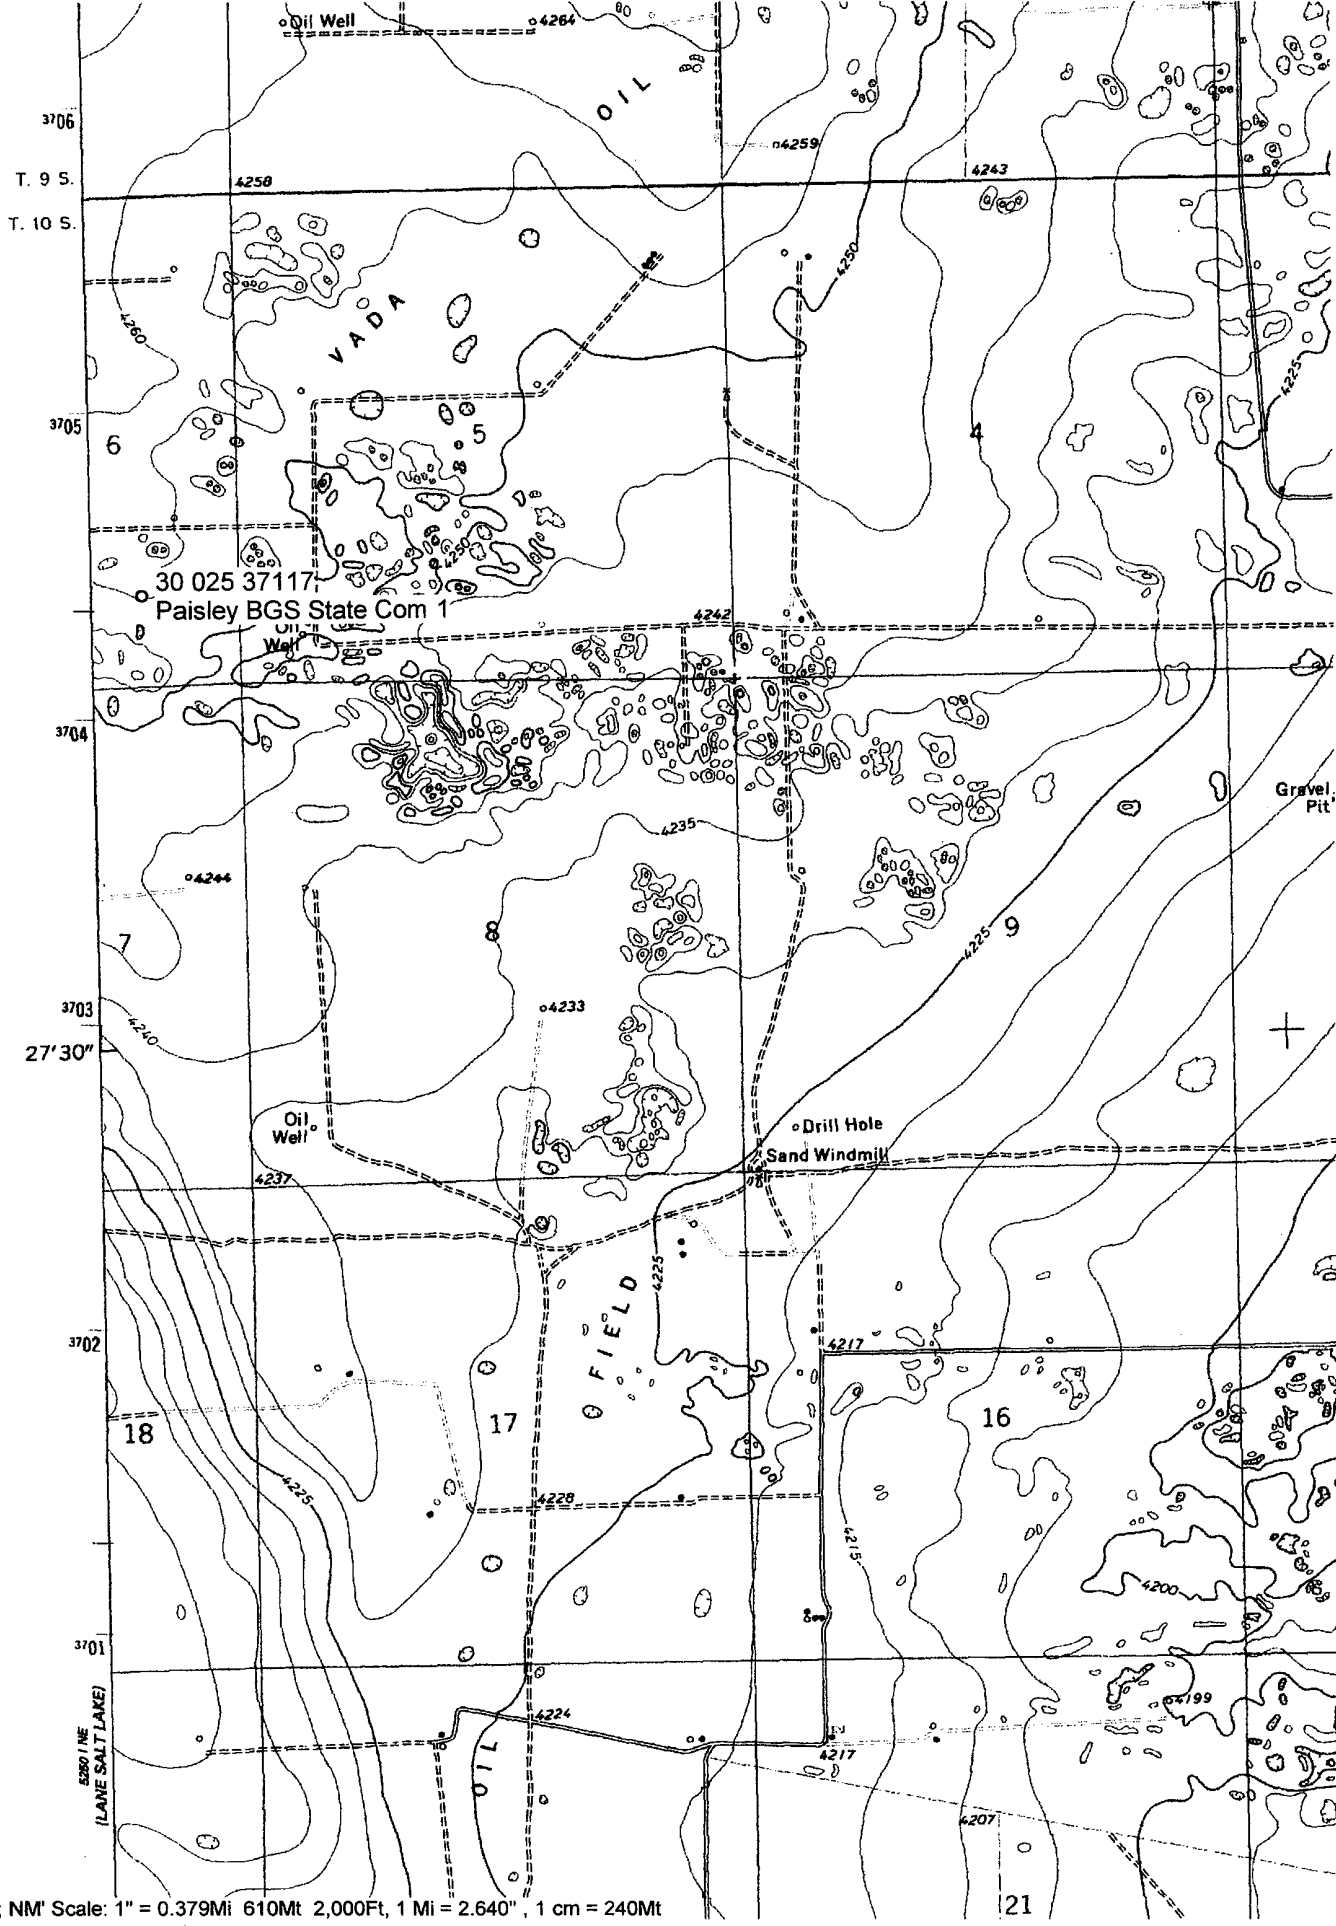 Oil Well
4264
OIL
3706
4259
T. 9 S.
4258
4243
T. 10 S.
4250
4260
VADA
4225
3705
6
5
4
4250
30 025 37117
Paisley BGS State Com 1
4242
Oil
Well
3704
Gravel
Pit
4235
4244
7
8
9
4225
3703
4233
4240
27'30"
Oil
Well
Drill Hole
Sand Windmill
4237
4225
FIELD
3702
4217
18
17
16
4225
4228
4215
4200
3701
4199
4224
4217
OIL
5260 I NE
(LANE SALT LAKE)
4207
21
; NM' Scale: 1" = 0.379Mi 610Mt 2,000Ft, 1 Mi = 2.640" , 1 cm = 240Mt